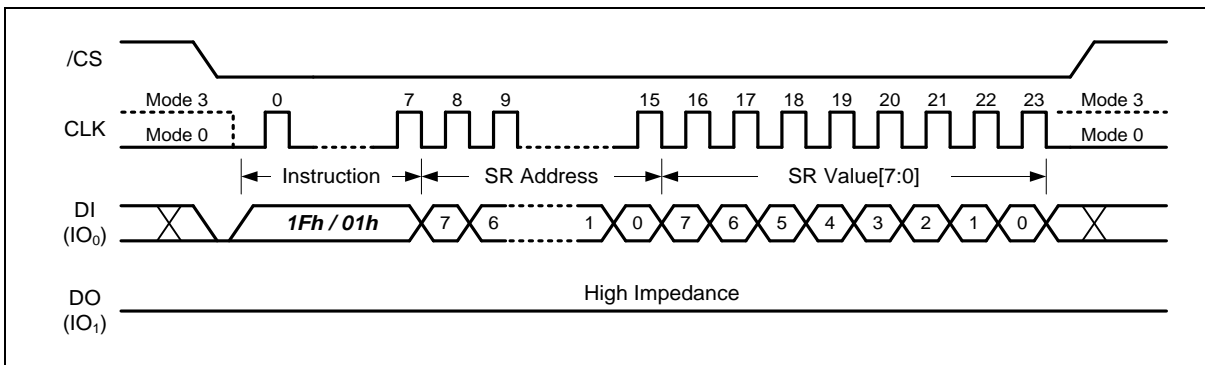 /CS
Mode 3 0 7 8 9 15 16 17 18 19 20 21 22 23 Mode 3
CLK
Mode 0 Mode 0
Instruction SR Address SR Value[7:0]
DI
(IO₀)
1Fh / 01h 7 6 1 0 7 6 5 4 3 2 1 0
High Impedance
DO
(IO₁)